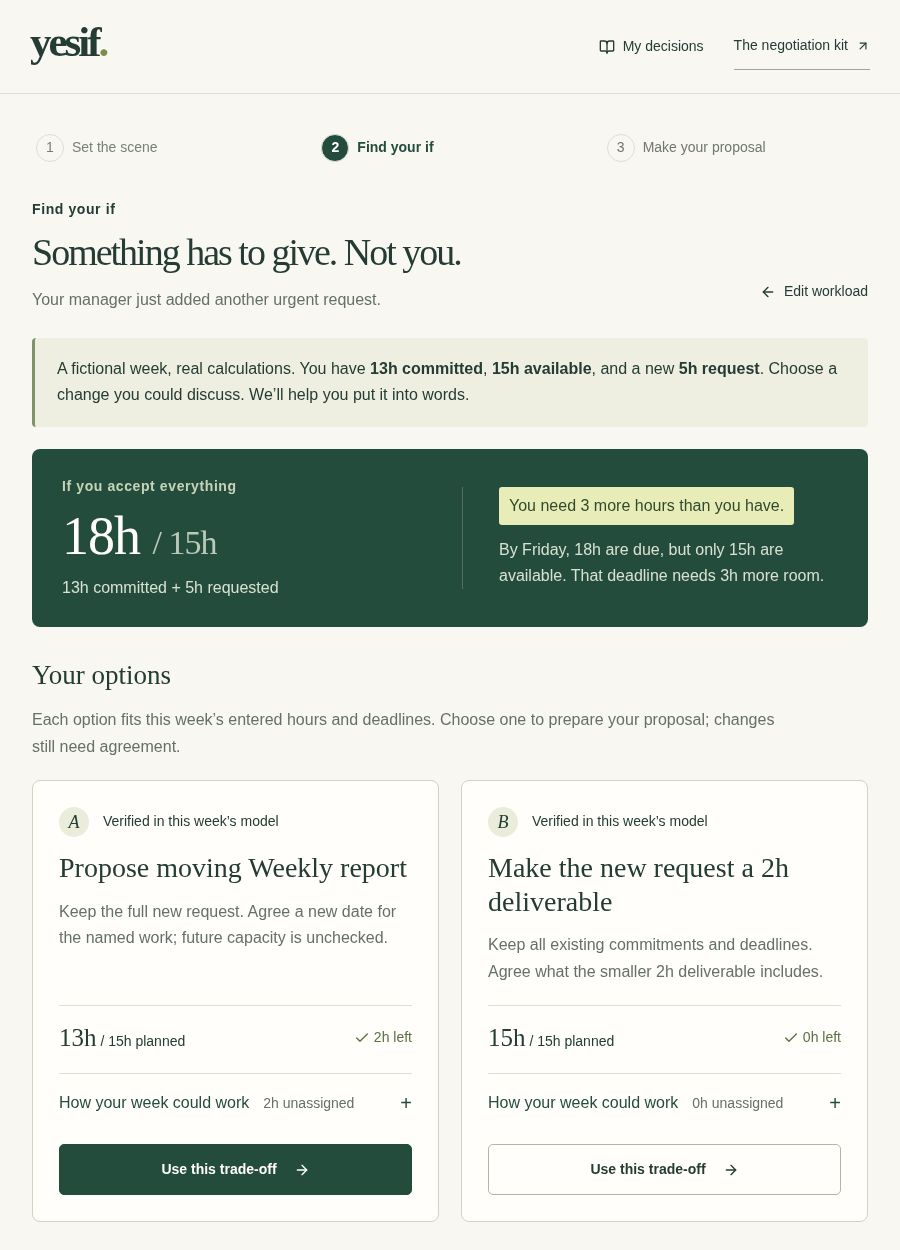 yesif.
My decisions
The negotiation kit
1 Set the scene
2 Find your if
3 Make your proposal
Find your if
Something has to give. Not you.
Your manager just added another urgent request.
Edit workload
A fictional week, real calculations. You have 13h committed, 15h available, and a new 5h request. Choose a
change you could discuss. We’ll help you put it into words.
If you accept everything
18h / 15h
13h committed + 5h requested
You need 3 more hours than you have.
By Friday, 18h are due, but only 15h are
available. That deadline needs 3h more room.
Your options
Each option fits this week’s entered hours and deadlines. Choose one to prepare your proposal; changes
still need agreement.
A Verified in this week’s model
Propose moving Weekly report
Keep the full new request. Agree a new date for
the named work; future capacity is unchecked.
13h / 15h planned
2h left
How your week could work 2h unassigned +
Use this trade-off
B Verified in this week’s model
Make the new request a 2h
deliverable
Keep all existing commitments and deadlines.
Agree what the smaller 2h deliverable includes.
15h / 15h planned
0h left
How your week could work 0h unassigned +
Use this trade-off